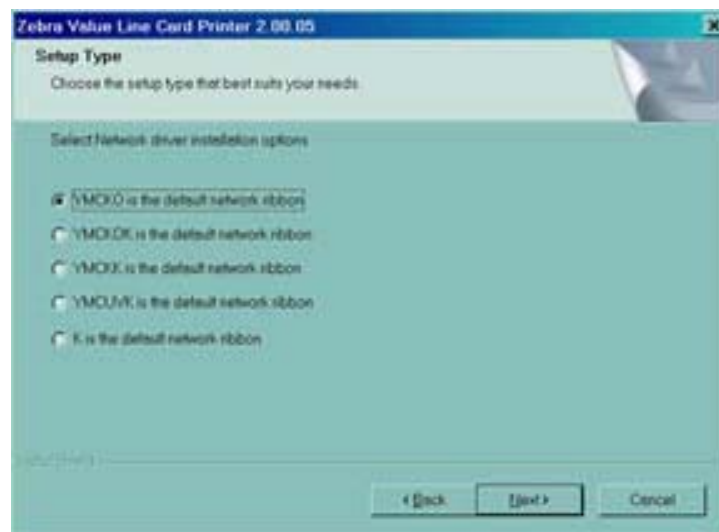 Zebra Value Line Card Printer 2.00.05
Setup Type
Choose the setup type that best suits your needs.
Select Network driver installation options
YMCKO is the default network ribbon
YMCKOK is the default network ribbon
YMCKK is the default network ribbon
YMCUVK is the default network ribbon
K is the default network ribbon
InstallShield
< Back
Next >
Cancel